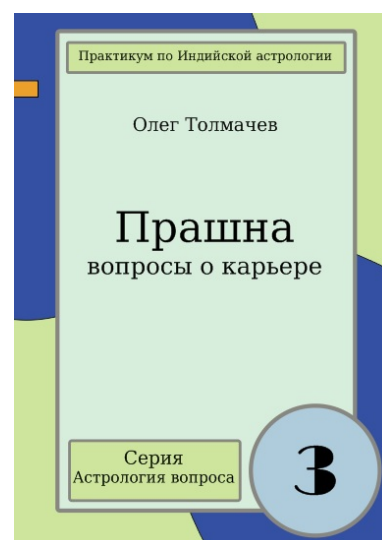 Практикум по Индийской астрологии
Олег Толмачев
Прашна
вопросы о карьере
Серия
Астрология вопроса
3